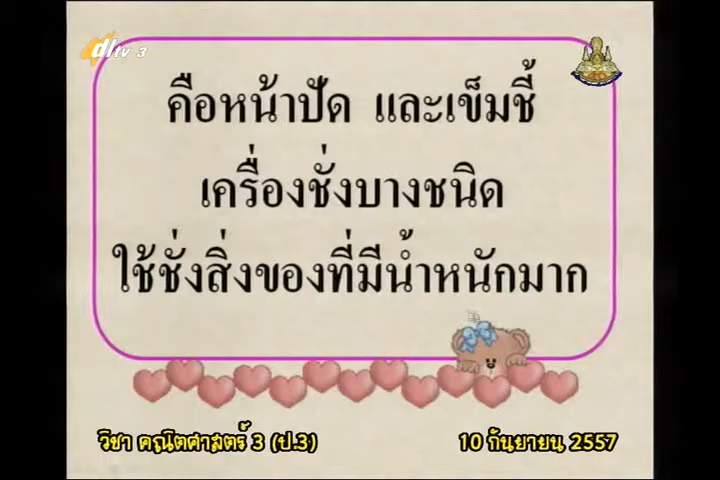 dltv 3
คือหน้าปัด และเข็มชี้
เครื่องชั่งบางชนิด
ใช้ชั่งสิ่งของที่มีน้ำหนักมาก
วิชา คณิตศาสตร์ 3 (ป.3)
10 กันยายน 2557